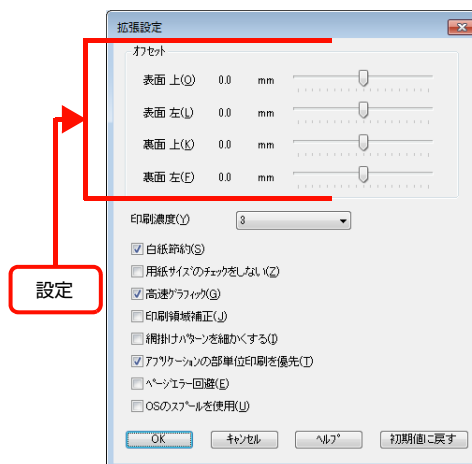 拡張設定
オフセット
表面 上(O) 0.0 mm
表面 左(L) 0.0 mm
裏面 上(K) 0.0 mm
裏面 左(F) 0.0 mm
印刷濃度(Y) 3
白紙節約(S)
用紙サイズのチェックをしない(Z)
高速グラフィック(G)
印刷領域補正(J)
網掛けパターンを細かくする(I)
アプリケーションの部単位印刷を優先(T)
ページエラー回避(E)
OSのスプールを使用(U)
設定
OK キャンセル ヘルプ 初期値に戻す